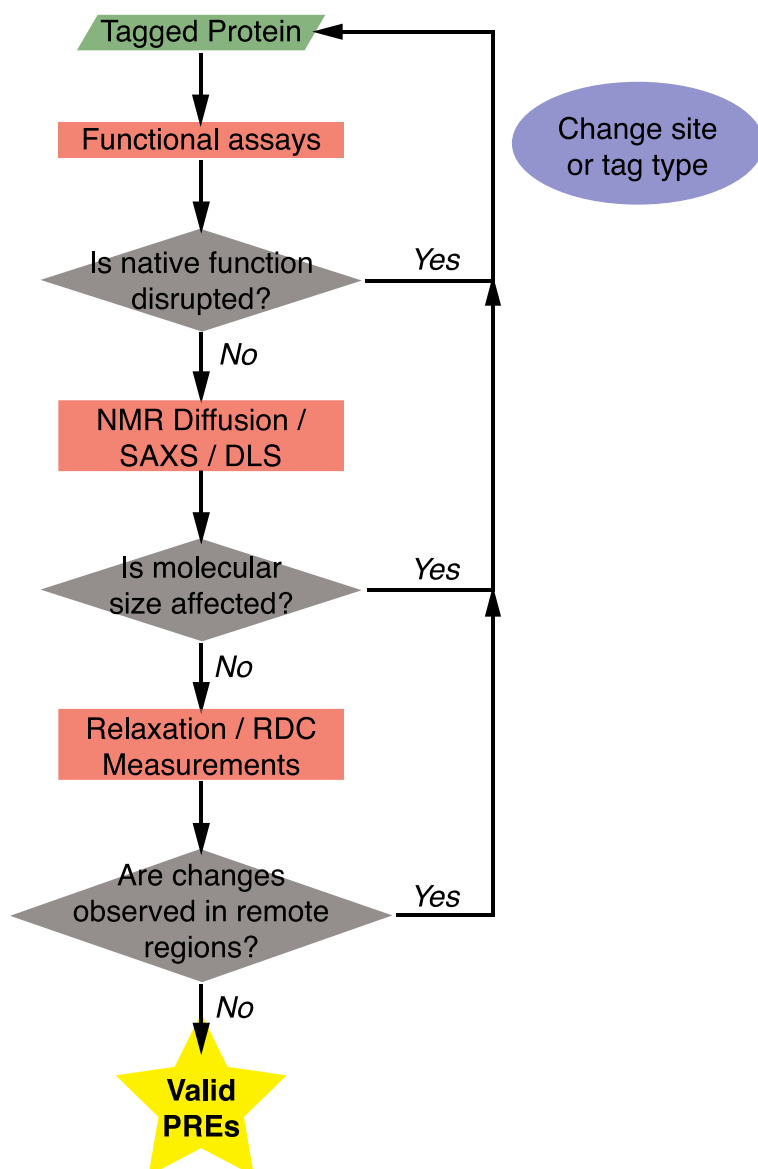 Tagged Protein
Change site
or tag type
Functional assays
Is native function
disrupted?
Yes
No
NMR Diffusion /
SAXS / DLS
Is molecular
size affected?
Yes
No
Relaxation / RDC
Measurements
Are changes
observed in remote
regions?
Yes
No
Valid
PREs